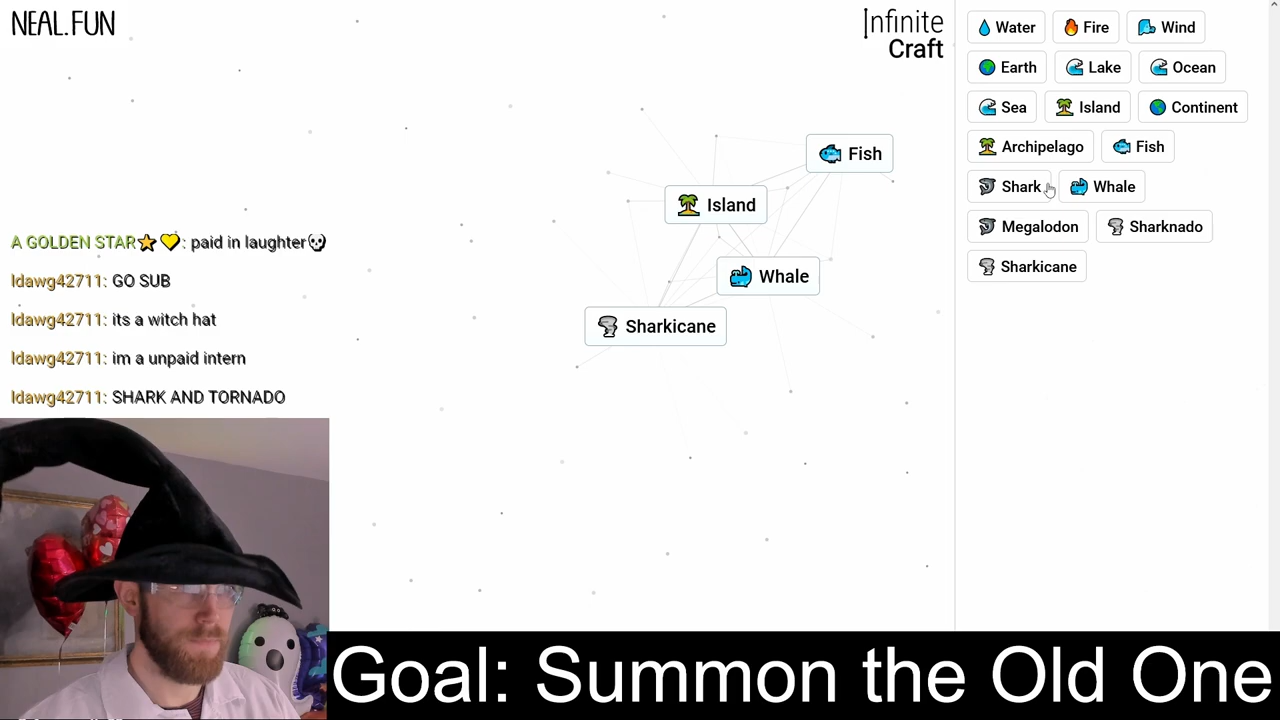 NEAL.FUN
Infinite
Craft
Fish
Island
Whale
Sharkicane
Water
Fire
Wind
Earth
Lake
Ocean
Sea
Island
Continent
Archipelago
Fish
Shark
Whale
Megalodon
Sharknado
Sharkicane
A GOLDEN STAR⭐💛: paid in laughter💀
ldawg42711: GO SUB
ldawg42711: its a witch hat
ldawg42711: im a unpaid intern
ldawg42711: SHARK AND TORNADO
Goal: Summon the Old One